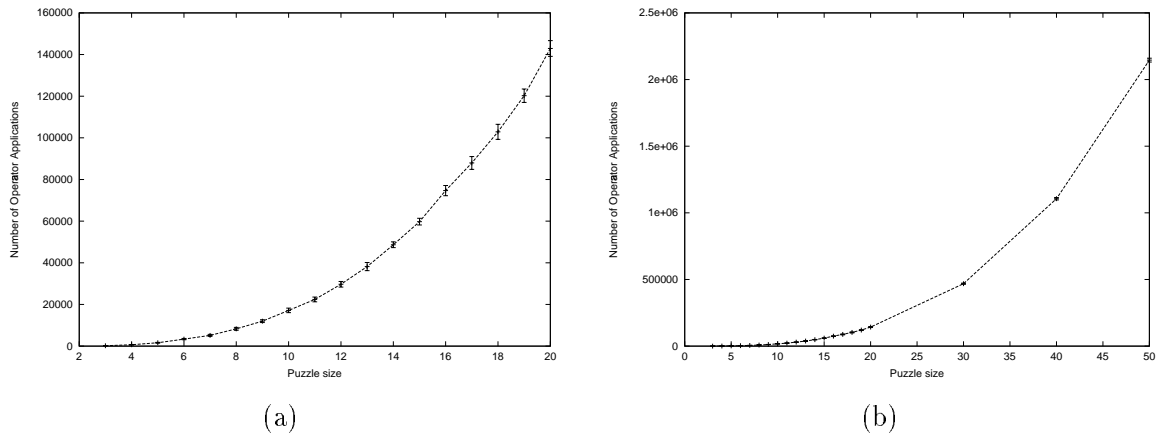 160000
140000
120000
100000
80000
60000
40000
20000
0
Number of Operator Applications
2 4 6 8 10 12 14 16 18 20
Puzzle size
(a)
2.5e+06
2e+06
1.5e+06
1e+06
500000
0
Number of Operator Applications
0 5 10 15 20 25 30 35 40 45 50
Puzzle size
(b)